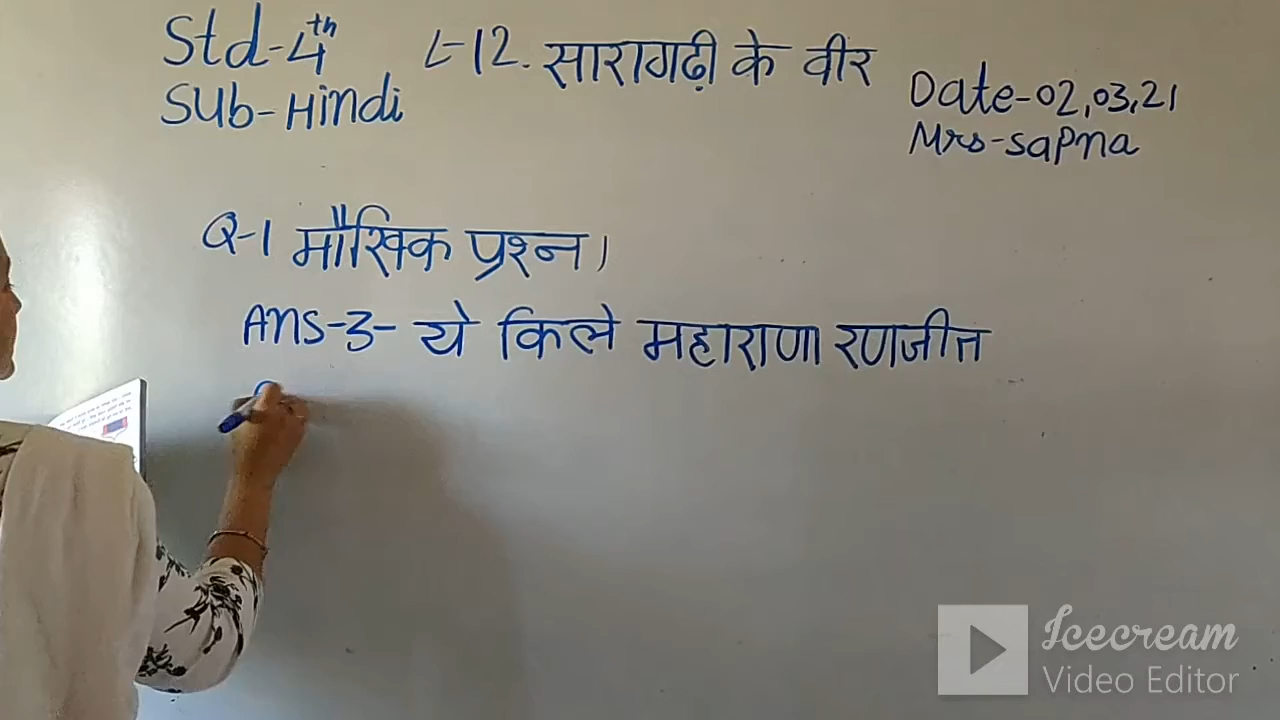 Std-4th
Sub-Hindi
L-12. सारागढ़ी के वीर
Date-02,03,21
Mrs-sapna
Q-1 मौखिक प्रश्न।
Ans-3- ये किले महाराणा रणजीत
Icecream
Video Editor